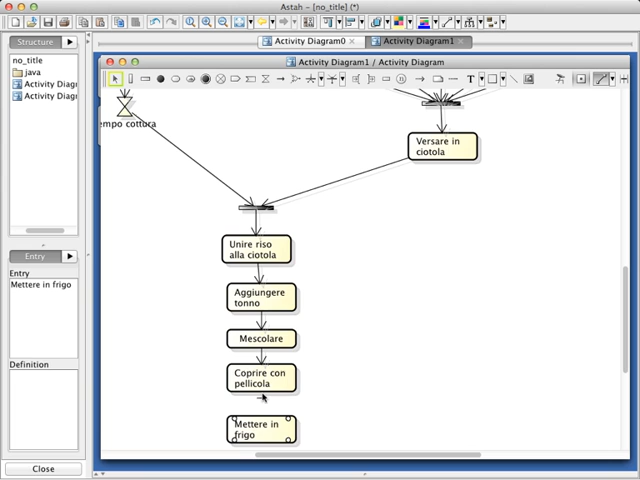 Astah - [no_title] (*)
Structure
no_title
java
Activity Diagr
Activity Diagr
Entry
Entry
Mettere in frigo
Definition
Close
Activity Diagram0
Activity Diagram1
Activity Diagram1 / Activity Diagram
T
empo cottura
Versare in
ciotola
Unire riso
alla ciotola
Aggiungere
tonno
Mescolare
Coprire con
pellicola
Mettere in
frigo